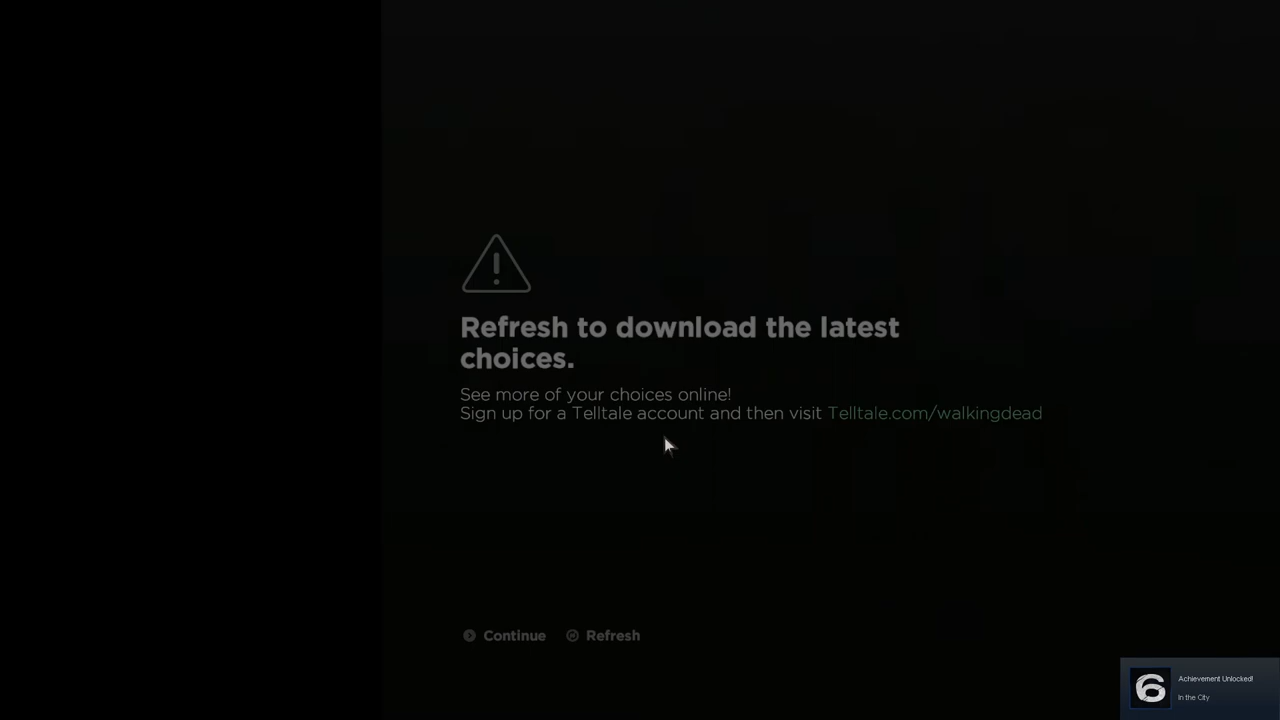 Refresh to download the latest
choices.
See more of your choices online!
Sign up for a Telltale account and then visit Telltale.com/walkingdead
Continue Refresh
6
Achievement Unlocked!
In the City